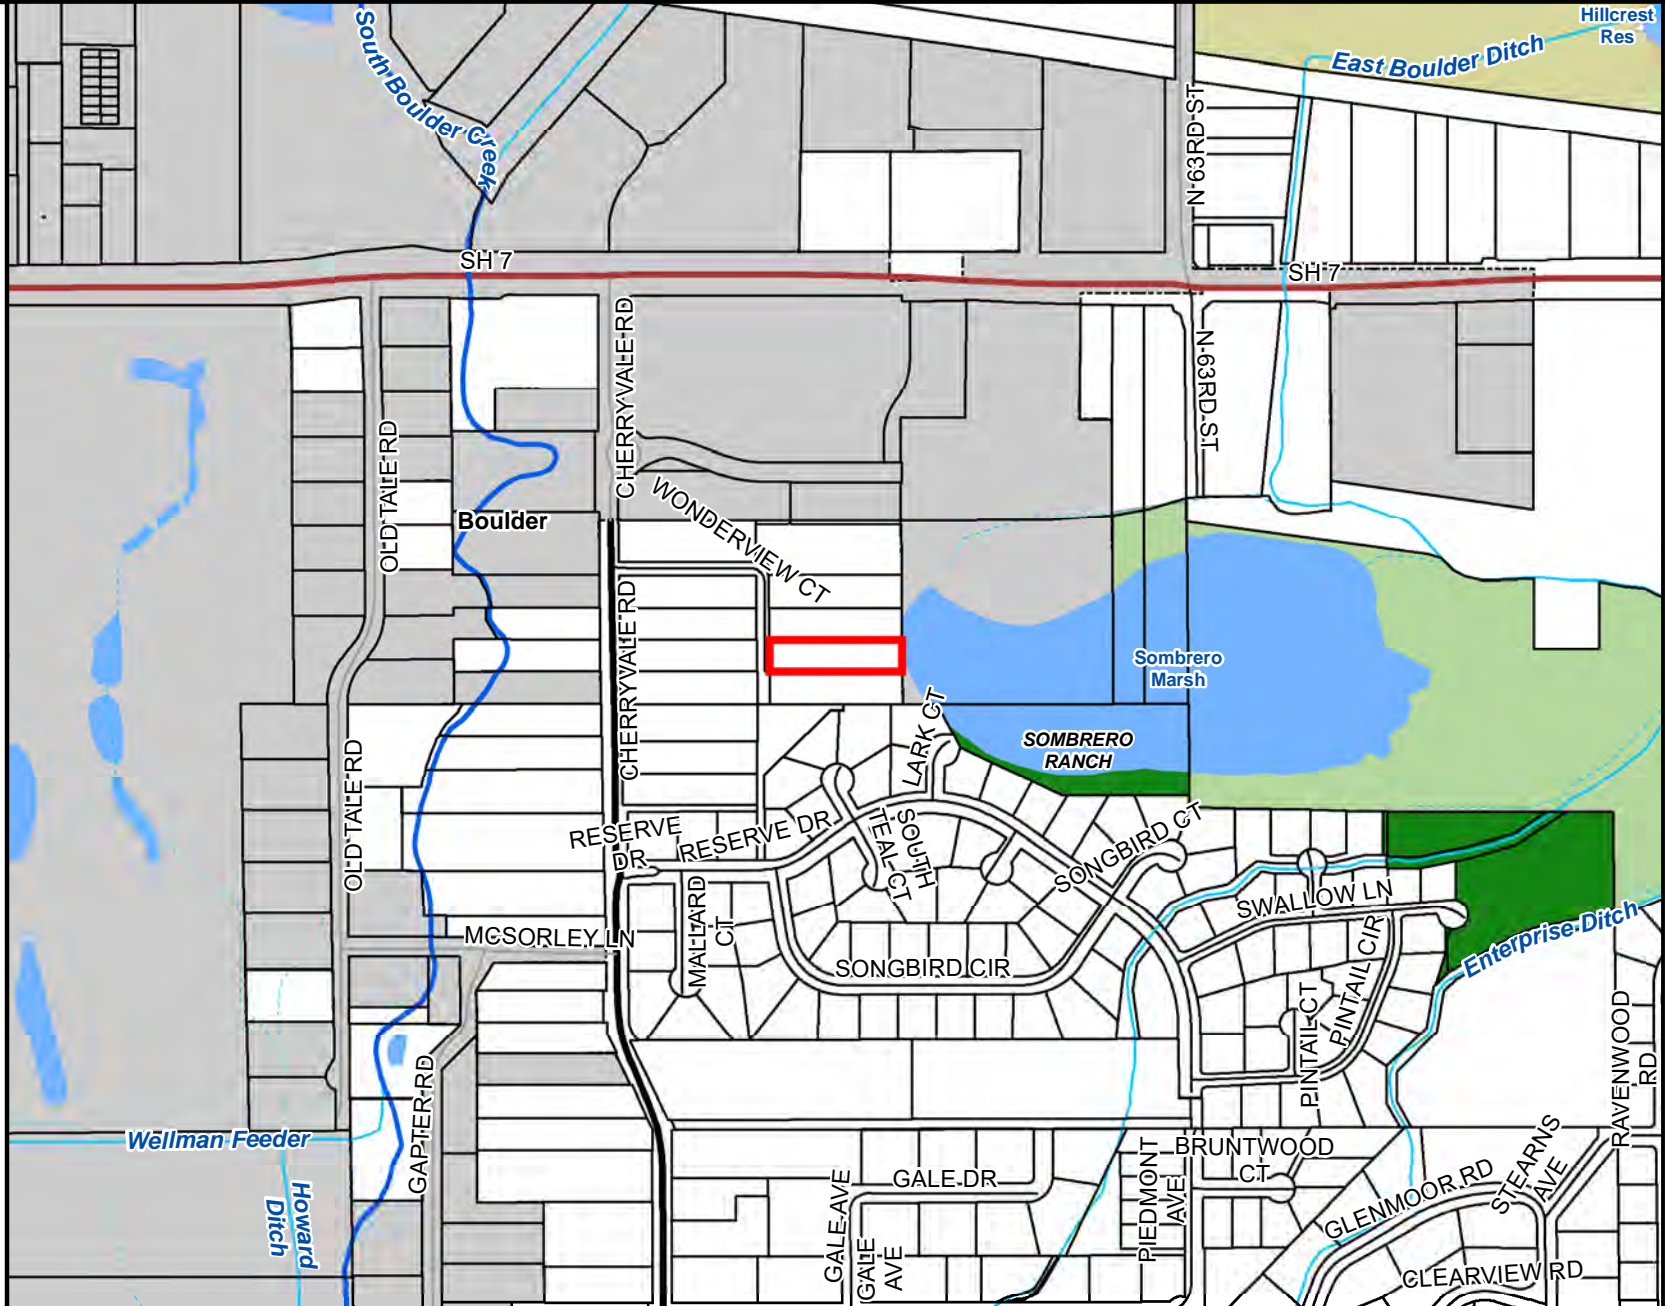 Hillcrest
Res
East Boulder Ditch
South Boulder Creek
N 63RD ST
SH 7
SH 7
CHERRYVALE RD
N 63RD ST
OLD TALE RD
WONDERVIEW CT
Boulder
CHERRYVALE RD
Sombrero
Marsh
LARK CT
SOMBRERO
RANCH
OLD TALE RD
RESERVE
DR
RESERVE DR
SOUTH
TEAL CT
SONGBIRD CT
MALLARD
CT
SWALLOW LN
MCSORLEY LN
SONGBIRD CIR
PINTAIL CIR
Enterprise Ditch
PINTAIL CT
RAVENWOOD
RD
GAPTER RD
Wellman Feeder
Howard
Ditch
GALE DR
GALE AVE
GALE
AVE
PIEDMONT
AVE
BRUNTWOOD
CT
GLENMOOR RD
STEARNS
AVE
CLEARVIEW RD